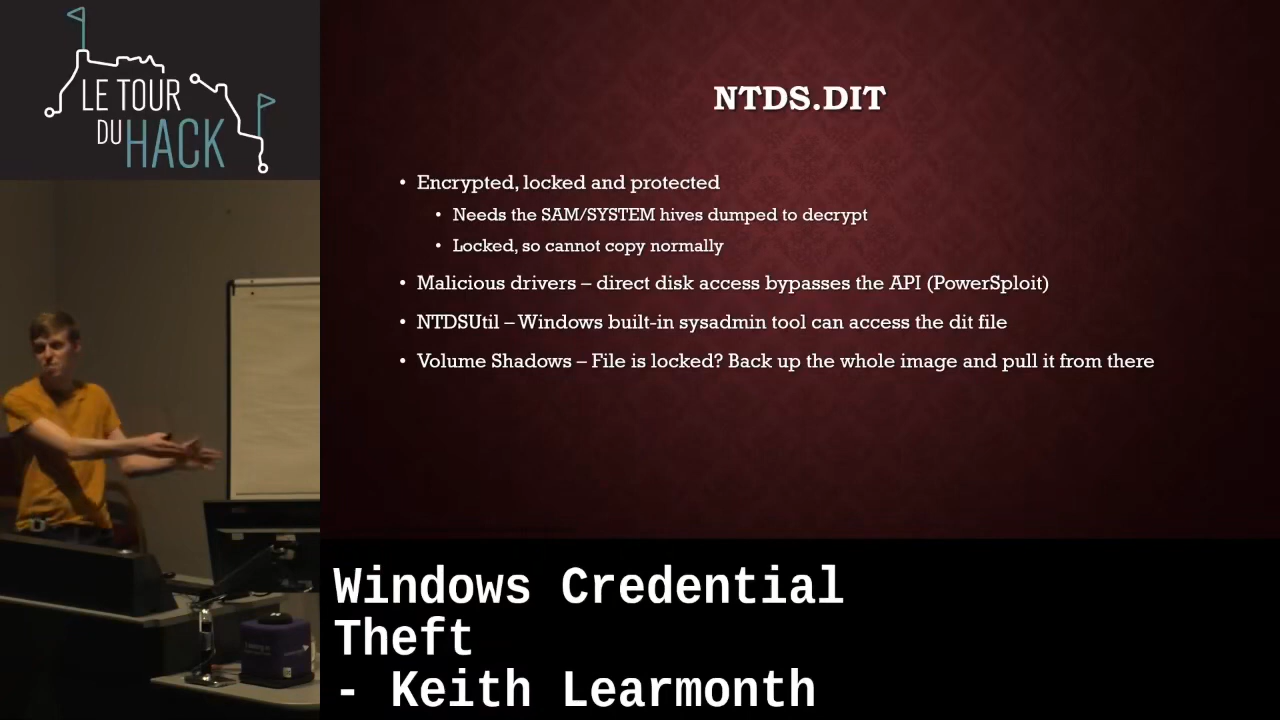 LE TOUR
DU HACK
NTDS.DIT
• Encrypted, locked and protected
• Needs the SAM/SYSTEM hives dumped to decrypt
• Locked, so cannot copy normally
• Malicious drivers – direct disk access bypasses the API (PowerSploit)
• NTDSUtil – Windows built-in sysadmin tool can access the dit file
• Volume Shadows – File is locked? Back up the whole image and pull it from there
Windows Credential
Theft
- Keith Learmonth